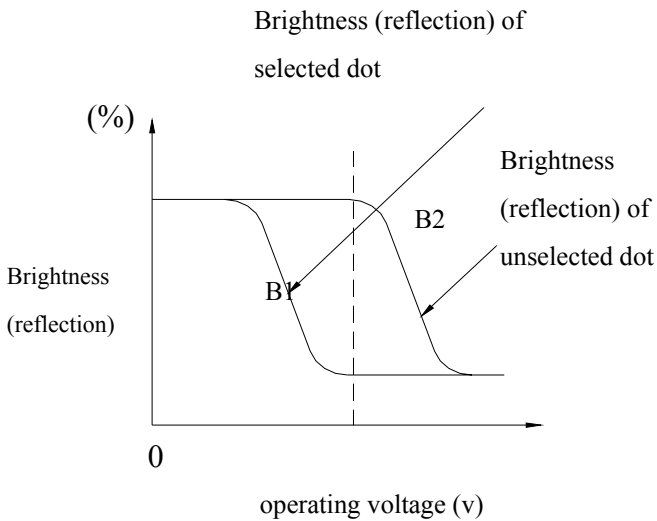 Brightness (reflection) of
selected dot
(%)
Brightness
(reflection) of
unselected dot
B2
B1
Brightness
(reflection)
0
operating voltage (v)